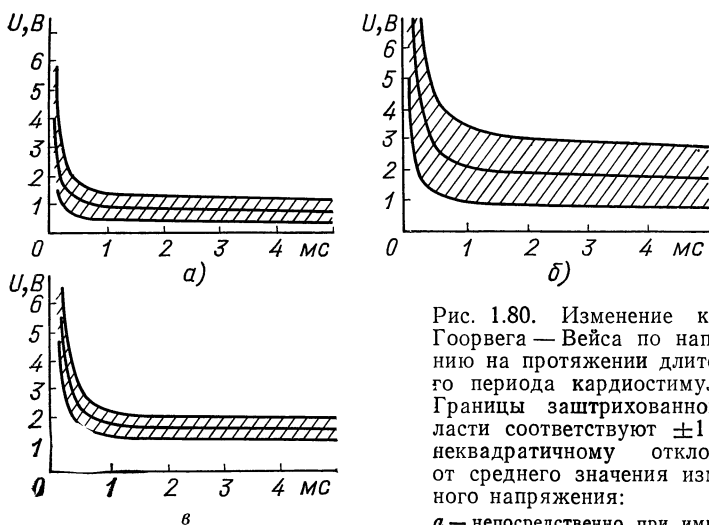 U,В
6
5
4
3
2
1
0 1 2 3 4 мс
а)
U,В
6
5
4
3
2
1
0 1 2 3 4 мс
б)
U,В
6
5
4
3
2
1
0 1 2 3 4 мс
в
Рис. 1.80. Изменение к
Гоорвега — Вейса по нап
нию на протяжении длите
го периода кардиостиму
Границы заштрихованно
ласти соответствуют ±1
неквадратичному откло
от среднего значения изм
ного напряжения:
а — непосредственно при им